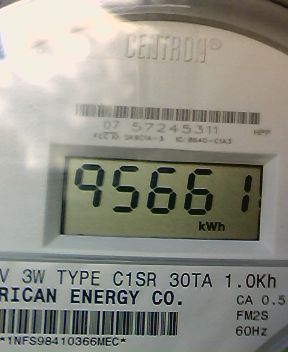 CENTRON®
07 57245311
HPP
95661
kWh
V 3W TYPE C1SR 30TA 1.0Kh
RICAN ENERGY CO.
CA 0.5
FM2S
60Hz
*1NFS98410366MEC*